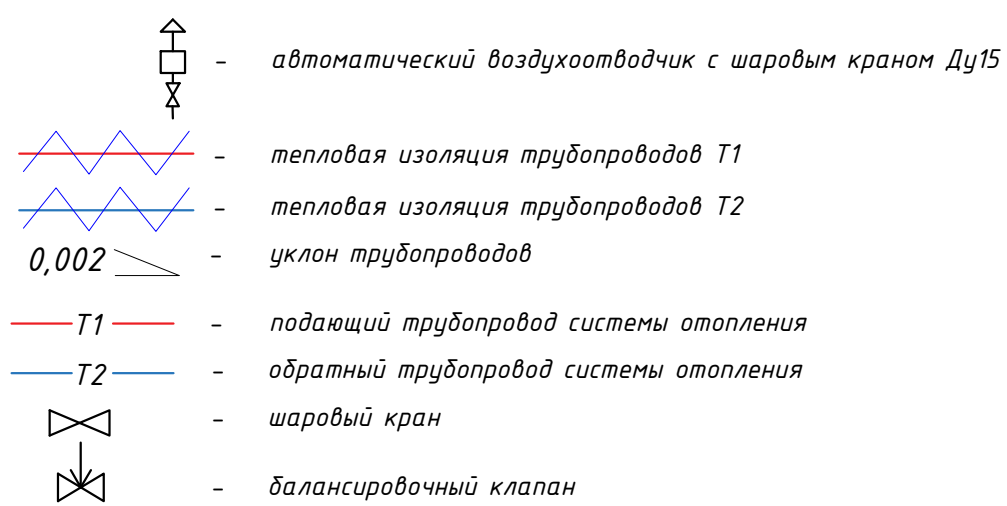 - автоматический воздухоотводчик с шаровым краном Ду15
- тепловая изоляция трубопроводов Т1
- тепловая изоляция трубопроводов Т2
0,002 - уклон трубопроводов
Т1 - подающий трубопровод системы отопления
Т2 - обратный трубопровод системы отопления
- шаровый кран
- балансировочный клапан